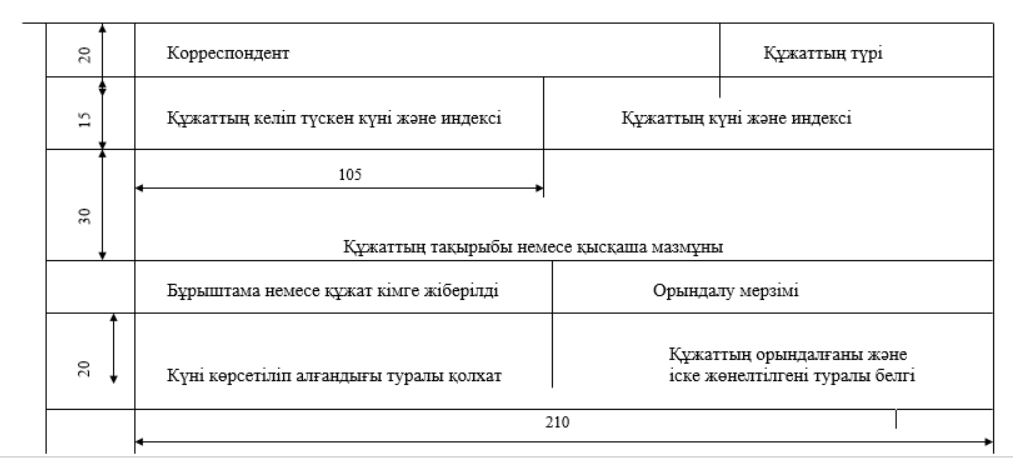 20
Корреспондент
Құжаттың түрі
15
Құжаттың келіп түскен күні және индексі
Құжаттың күні және индексі
105
30
Құжаттың тақырыбы немесе қысқаша мазмұны
Бұрыштама немесе құжат кімге жіберілді
Орындалу мерзімі
20
Күні көрсетіліп алғандығы туралы қолхат
Құжаттың орындалғаны және
іске жөнелтілгені туралы белгі
210